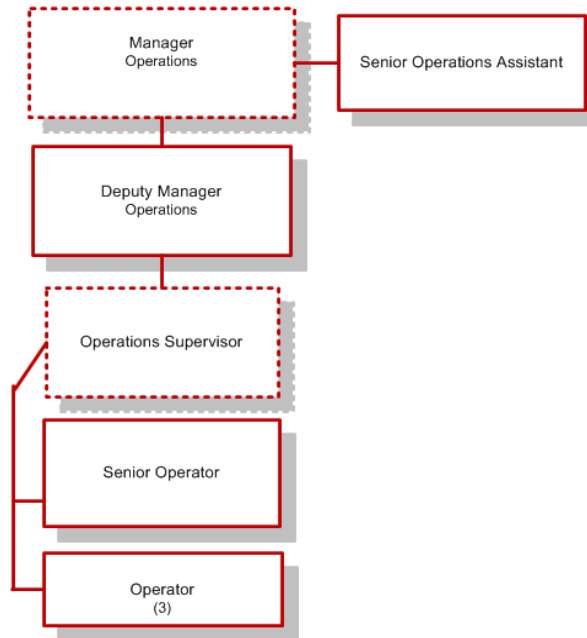 Manager
Operations
Senior Operations Assistant
Deputy Manager
Operations
Operations Supervisor
Senior Operator
Operator
(3)